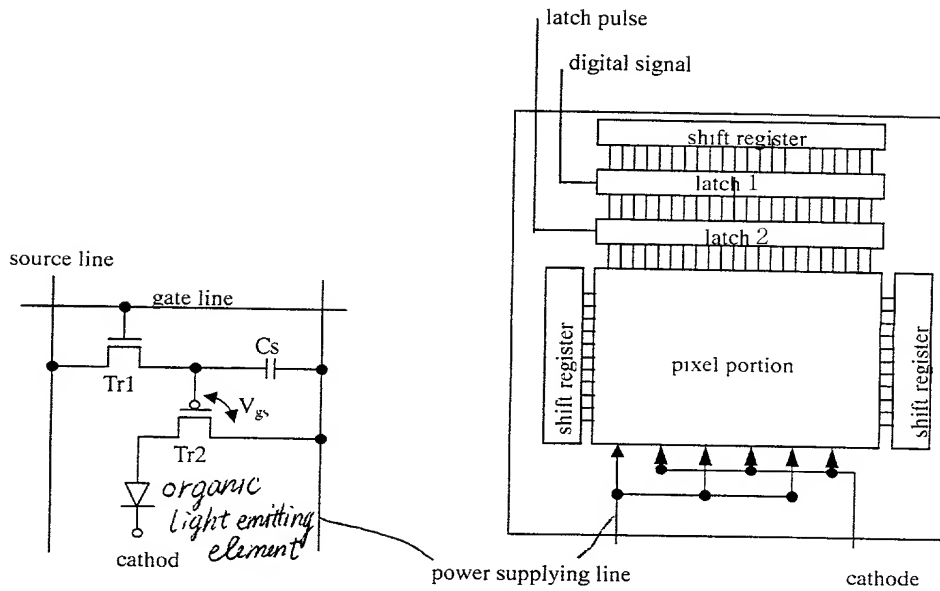 latch pulse
digital signal
shift register
latch 1
latch 2
source line
gate line
Cs
Tr1
Vgs
Tr2
shift register
pixel portion
shift register
organic
light emitting
element
cathod
power supplying line
cathode